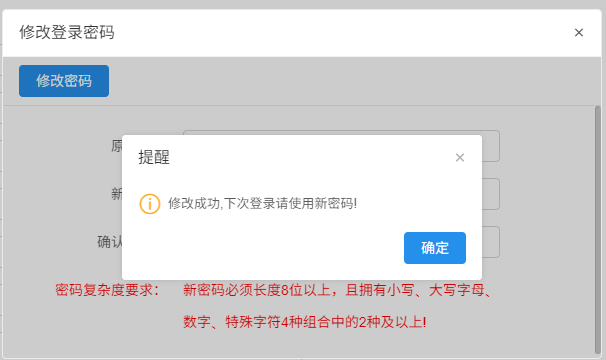 修改登录密码
修改密码
原
提醒
新
修改成功,下次登录请使用新密码!
确认
确定
密码复杂度要求：
新密码必须长度8位以上，且拥有小写、大写字母、
数字、特殊字符4种组合中的2种及以上!